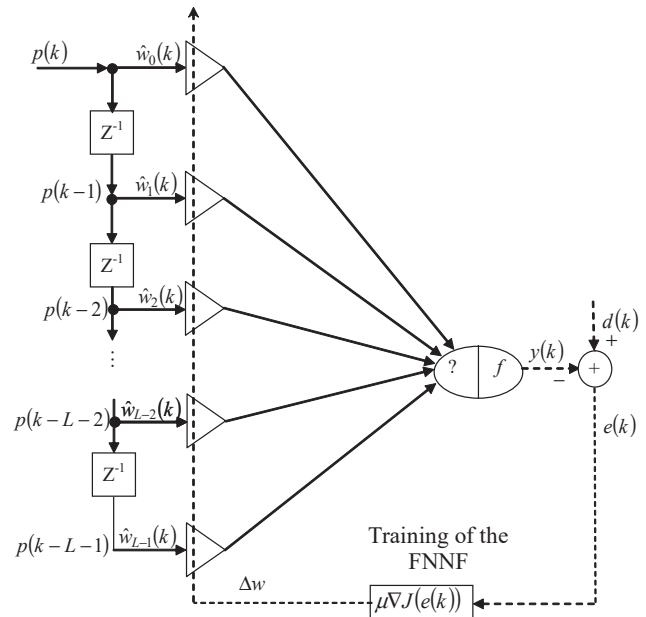 p(k) ŵ₀(k)
Z⁻¹
p(k−1) ŵ₁(k)
Z⁻¹
p(k−2) ŵ₂(k)
⋮
d(k)
+
? f y(k) − +
e(k)
p(k−L−2) ŵL−2(k)
Z⁻¹
p(k−L−1) ŵL−1(k)
Training of the
FNNF
Δw
μ∇J(e(k))